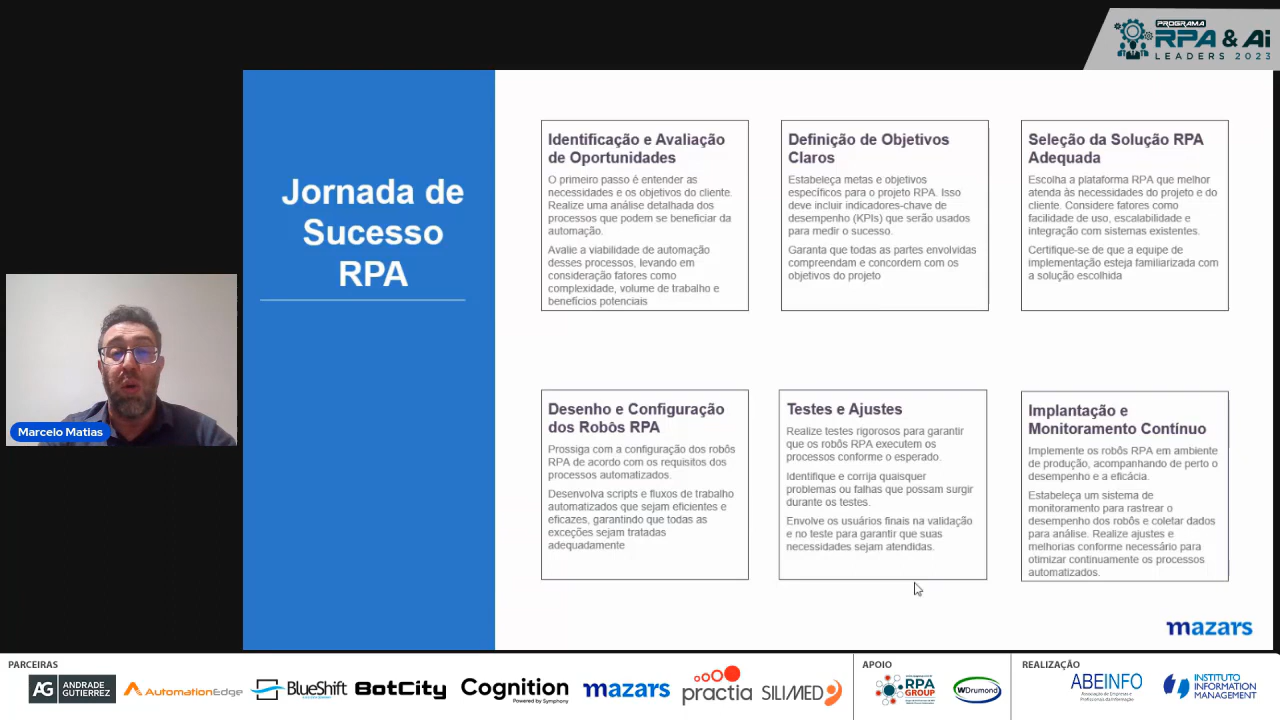 PROGRAMA
RPA & Ai
LEADERS 2023
Jornada de
Sucesso
RPA
Identificação e Avaliação
de Oportunidades
O primeiro passo é entender as
necessidades e os objetivos do cliente.
Realize uma análise detalhada dos
processos que podem se beneficiar da
automação.
Avalie a viabilidade de automação
desses processos, levando em
consideração fatores como
complexidade, volume de trabalho e
benefícios potenciais
Definição de Objetivos
Claros
Estabeleça metas e objetivos
específicos para o projeto RPA. Isso
deve incluir indicadores-chave de
desempenho (KPIs) que serão usados
para medir o sucesso.
Garanta que todas as partes envolvidas
compreendam e concordem com os
objetivos do projeto
Seleção da Solução RPA
Adequada
Escolha a plataforma RPA que melhor
atenda às necessidades do projeto e do
cliente. Considere fatores como
facilidade de uso, escalabilidade e
integração com sistemas existentes.
Certifique-se de que a equipe de
implementação esteja familiarizada com
a solução escolhida
Marcelo Matias
Desenho e Configuração
dos Robôs RPA
Prossiga com a configuração dos robôs
RPA de acordo com os requisitos dos
processos automatizados.
Desenvolva scripts e fluxos de trabalho
automatizados que sejam eficientes e
eficazes, garantindo que todas as
exceções sejam tratadas
adequadamente
Testes e Ajustes
Realize testes rigorosos para garantir
que os robôs RPA executem os
processos conforme o esperado.
Identifique e corrija quaisquer
problemas ou falhas que possam surgir
durante os testes.
Envolve os usuários finais na validação
e no teste para garantir que suas
necessidades sejam atendidas.
Implantação e
Monitoramento Contínuo
Implemente os robôs RPA em ambiente
de produção, acompanhando de perto o
desempenho e a eficácia.
Estabeleça um sistema de
monitoramento para rastrear o
desempenho dos robôs e coletar dados
para análise. Realize ajustes e
melhorias conforme necessário para
otimizar continuamente os processos
automatizados.
mazars
PARCEIRAS
AG ANDRADE
GUTIERREZ
AutomationEdge
BlueShift
BotCity
Cognition
Powered by Symphony
mazars
practia
SILIMED
APOIO
RPA
GROUP
WDrumond
REALIZAÇÃO
ABEINFO
Associação de Empresas e
Profissionais da Informação
INSTITUTO
INFORMATION
MANAGEMENT